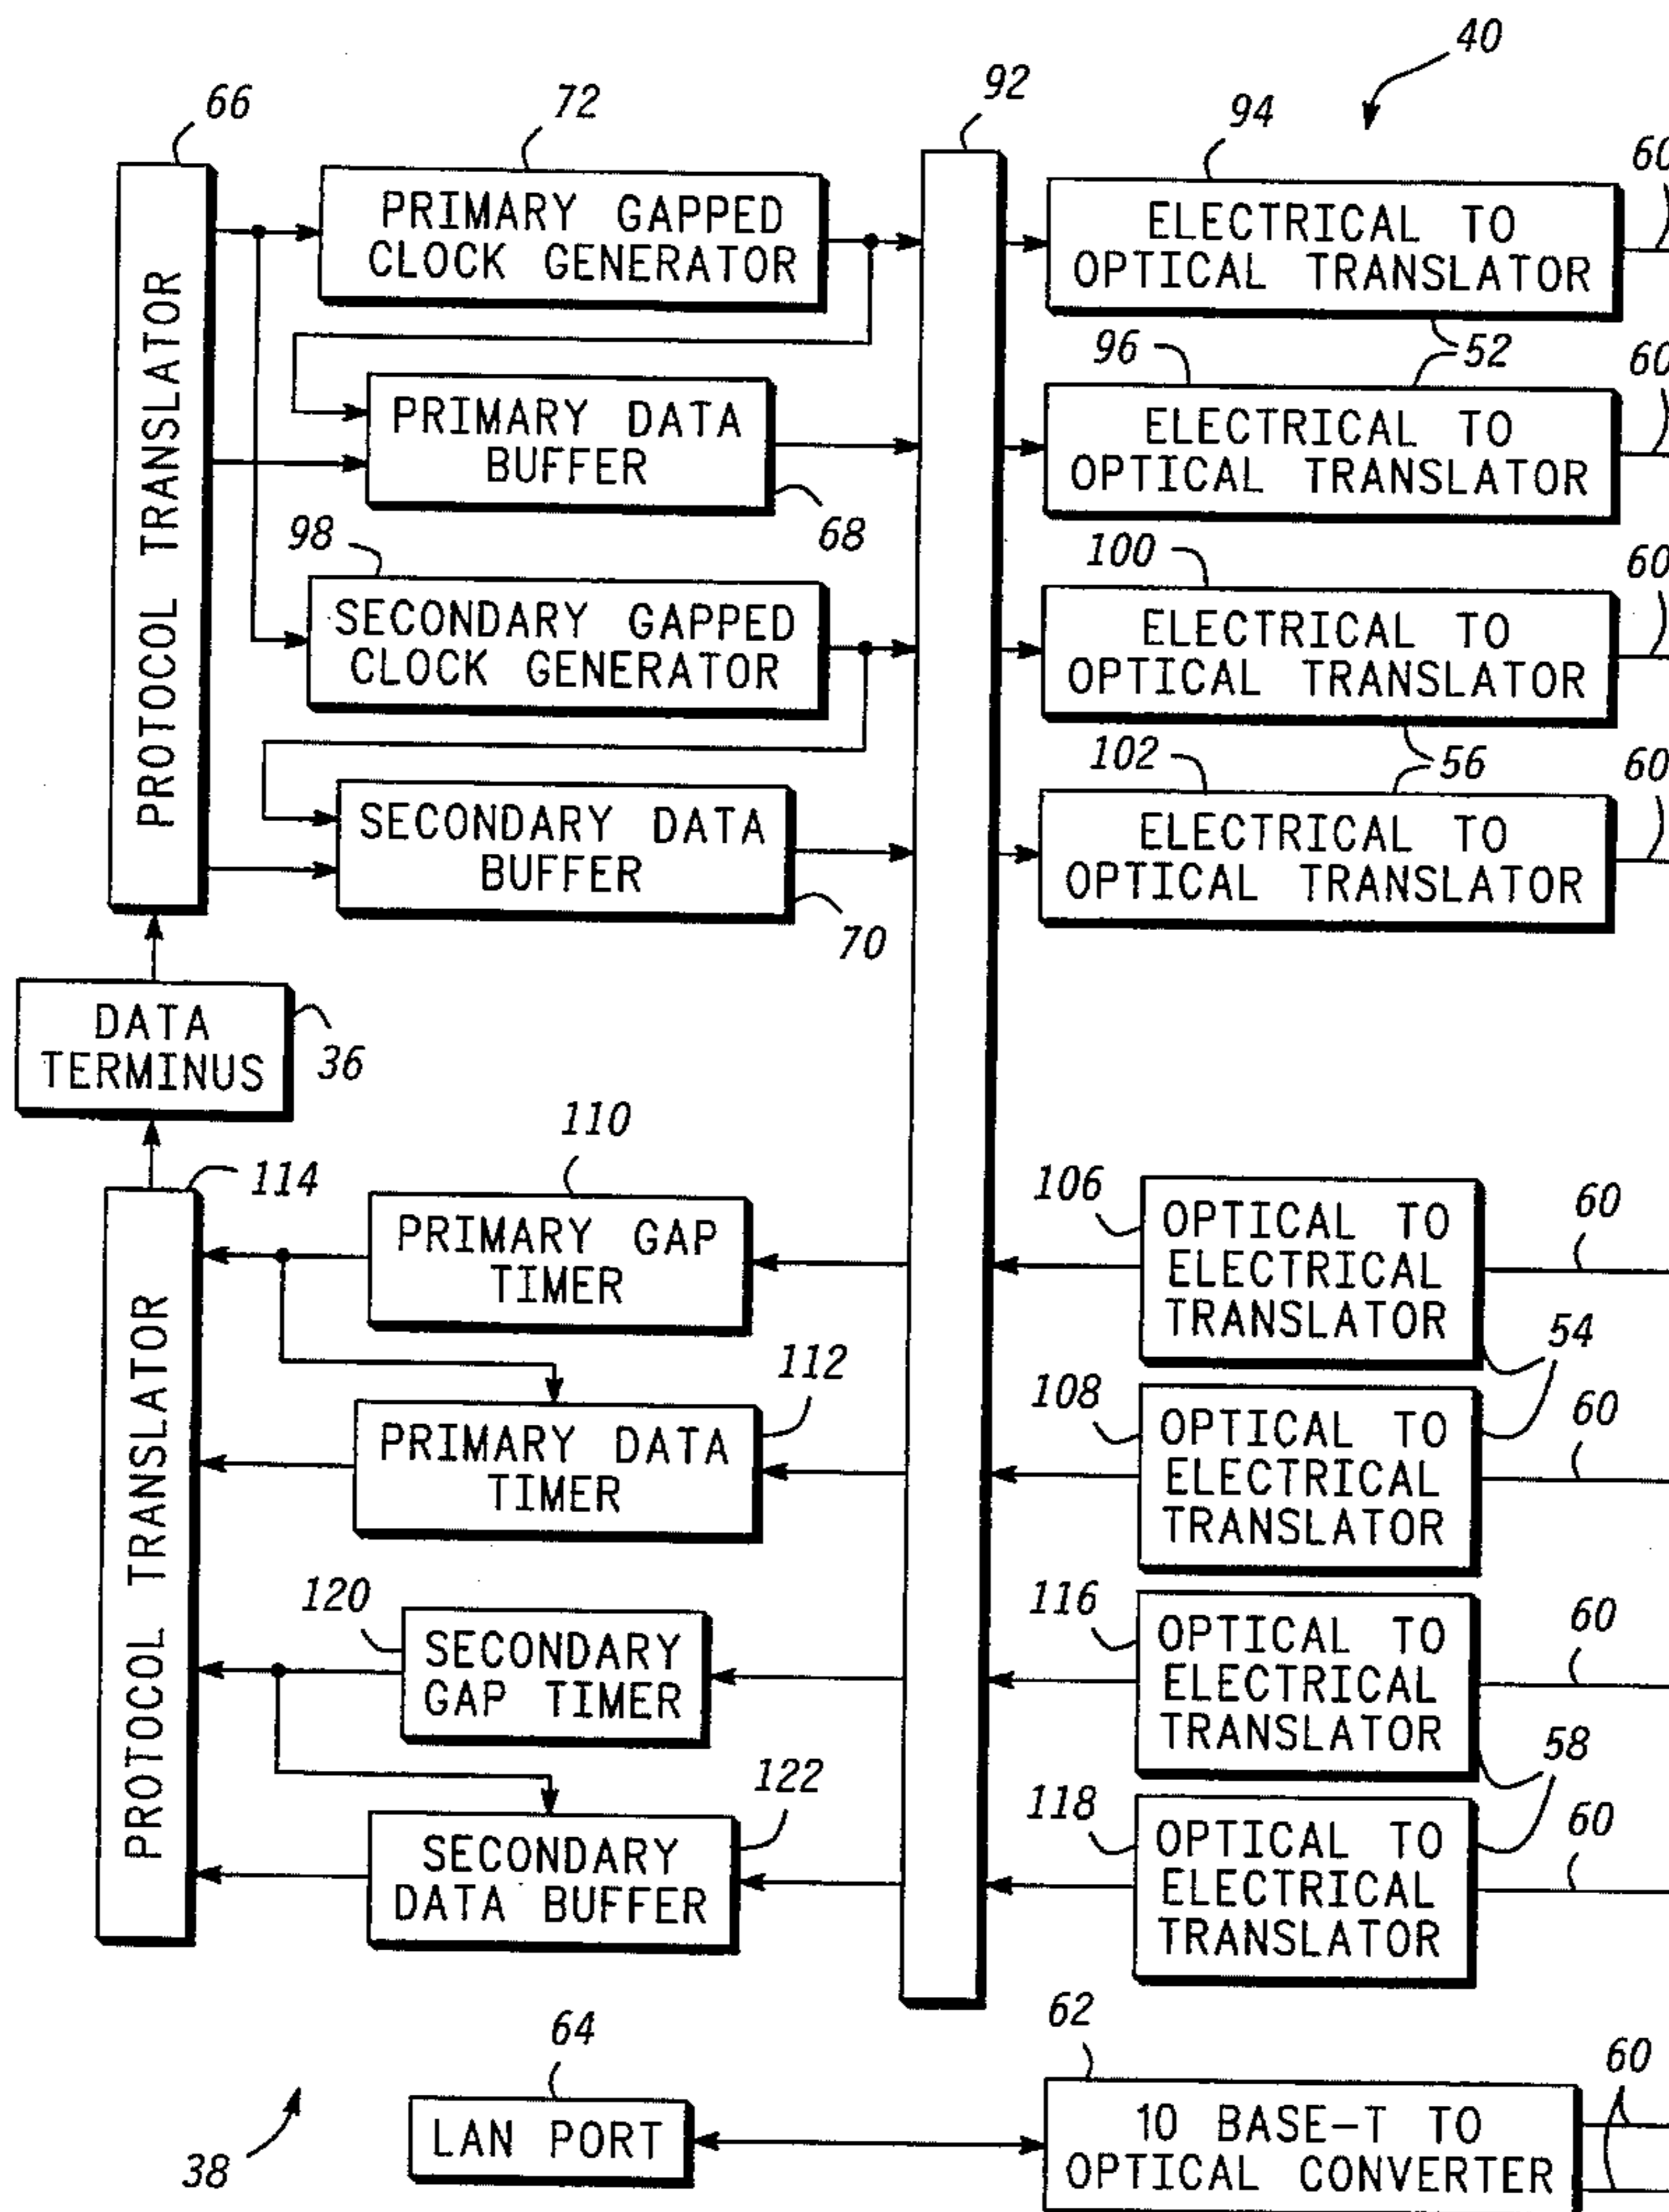 40
66
72
92
94
60
PRIMARY GAPPED
CLOCK GENERATOR
ELECTRICAL TO
OPTICAL TRANSLATOR
PROTOCOL TRANSLATOR
96
52
60
PRIMARY DATA
BUFFER
68
ELECTRICAL TO
OPTICAL TRANSLATOR
98
100
60
SECONDARY GAPPED
CLOCK GENERATOR
ELECTRICAL TO
OPTICAL TRANSLATOR
102
56
60
SECONDARY DATA
BUFFER
70
ELECTRICAL TO
OPTICAL TRANSLATOR
DATA
TERMINUS
36
110
114
106
60
PRIMARY GAP
TIMER
OPTICAL TO
ELECTRICAL
TRANSLATOR
54
PROTOCOL TRANSLATOR
112
108
60
PRIMARY DATA
TIMER
OPTICAL TO
ELECTRICAL
TRANSLATOR
120
116
60
SECONDARY
GAP TIMER
OPTICAL TO
ELECTRICAL
TRANSLATOR
58
122
118
60
SECONDARY
DATA BUFFER
OPTICAL TO
ELECTRICAL
TRANSLATOR
64
62
60
38
LAN PORT
10 BASE-T TO
OPTICAL CONVERTER